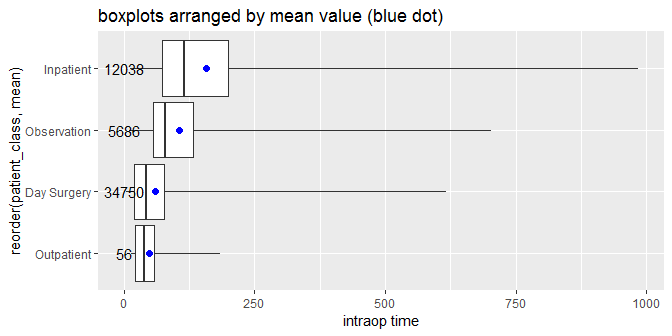 boxplots arranged by mean value (blue dot)
reorder(patient_class, mean)
Inpatient
12038
Observation
5686
Day Surgery
34750
Outpatient
56
0
250
500
750
1000
intraop time